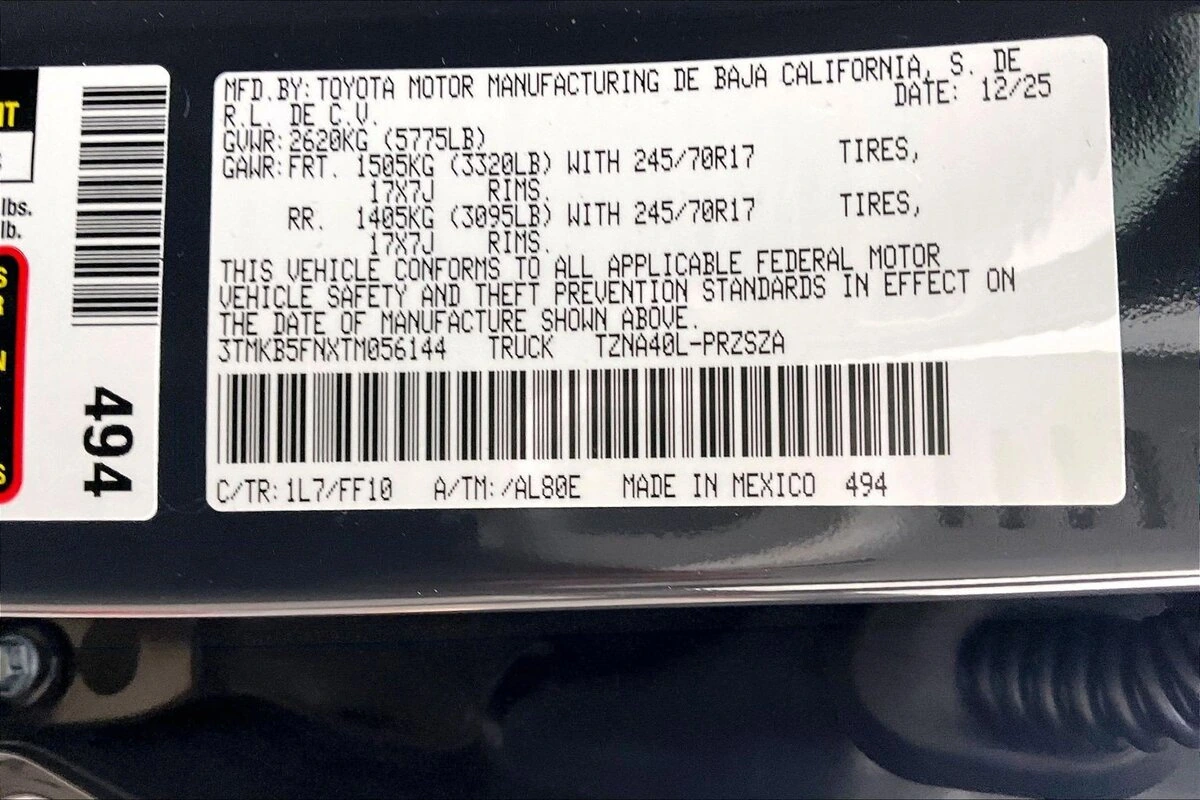 MFD.BY:TOYOTA MOTOR MANUFACTURING DE BAJA CALIFORNIA, S. DE
R.L. DE C.V. DATE: 12/25
GVWR:2620KG (5775LB)
GAWR:FRT. 1505KG (3320LB) WITH 245/70R17 TIRES,
17X7J RIMS.
RR. 1405KG (3095LB) WITH 245/70R17 TIRES,
17X7J RIMS.
THIS VEHICLE CONFORMS TO ALL APPLICABLE FEDERAL MOTOR
VEHICLE SAFETY AND THEFT PREVENTION STANDARDS IN EFFECT ON
THE DATE OF MANUFACTURE SHOWN ABOVE.
3TMKB5FNXTM056144 TRUCK TZNA40L-PRZSZA
C/TR:1L7/FF10 A/TM:/AL80E MADE IN MEXICO 494
lbs.
lb.
494